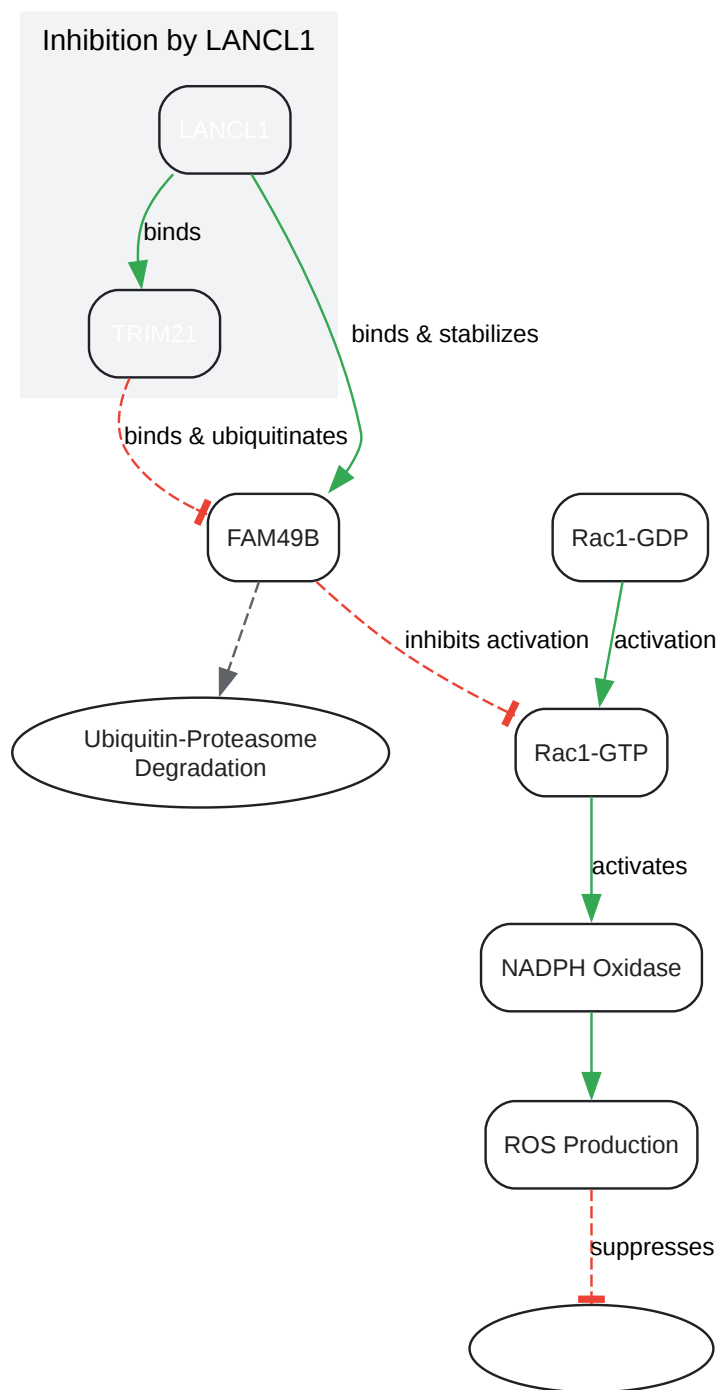 Inhibition by LANCL1
LANCL1
binds
TRIM21
binds & stabilizes
binds & ubiquitinates
FAM49B
Rac1-GDP
inhibits activation
activation
Ubiquitin-Proteasome
Degradation
Rac1-GTP
activates
NADPH Oxidase
ROS Production
suppresses